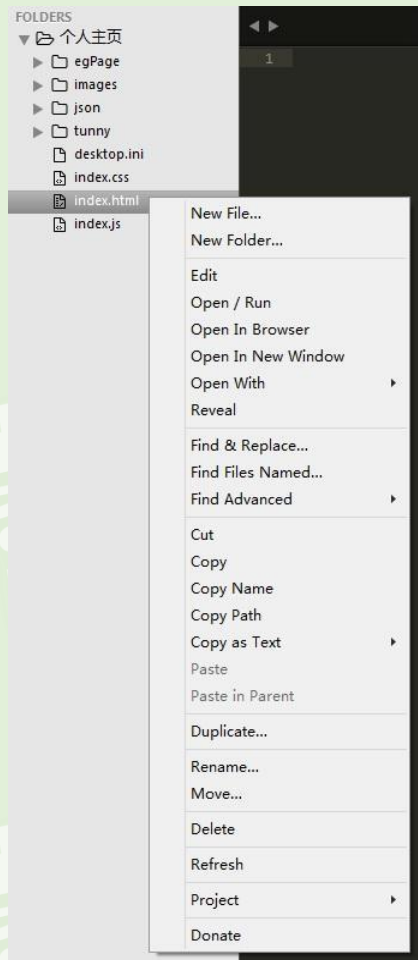 FOLDERS
个人主页
egPage
images
json
tunny
desktop.ini
index.css
index.html
index.js
1
New File...
New Folder...
Edit
Open / Run
Open In Browser
Open In New Window
Open With
Reveal
Find & Replace...
Find Files Named...
Find Advanced
Cut
Copy
Copy Name
Copy Path
Copy as Text
Paste
Paste in Parent
Duplicate...
Rename...
Move...
Delete
Refresh
Project
Donate